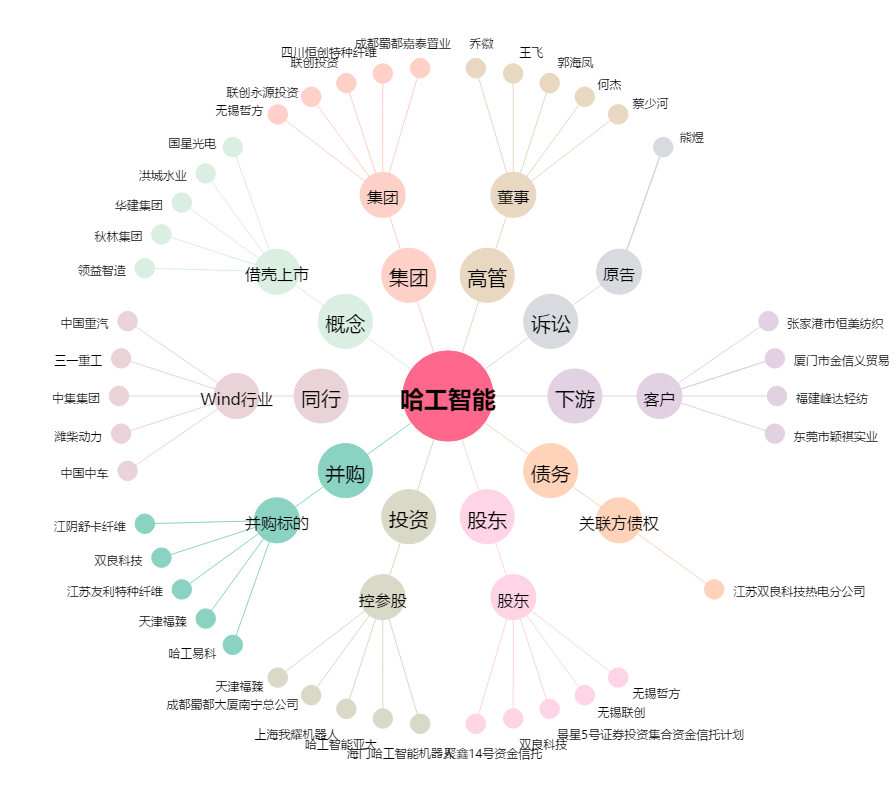 成都蜀都嘉泰置业
乔徽
四川恒创特种纤维
王飞
联创投资
郭海凤
联创永源投资
何杰
无锡哲方
蔡少河
国星光电
熊煜
洪城水业
集团
董事
华建集团
秋林集团
领益智造
借壳上市
集团
高管
原告
概念
诉讼
中国重汽
张家港市恒美纺织
三一重工
厦门市金信义贸易
中集集团
Wind行业
同行
哈工智能
下游
客户
福建峰达轻纺
潍柴动力
东莞市颖祺实业
中国中车
并购
债务
江阴舒卡纤维
并购标的
投资
股东
关联方债权
双良科技
江苏友利特种纤维
控参股
股东
江苏双良科技热电分公司
天津福臻
哈工易科
天津福臻
无锡哲方
成都蜀都大厦南宁总公司
无锡联创
上海我耀机器人
星5号证券投资集合资金信托计划
哈工智能亚太
双良科技
海门哈工智能机器人
聚鑫14号资金信托